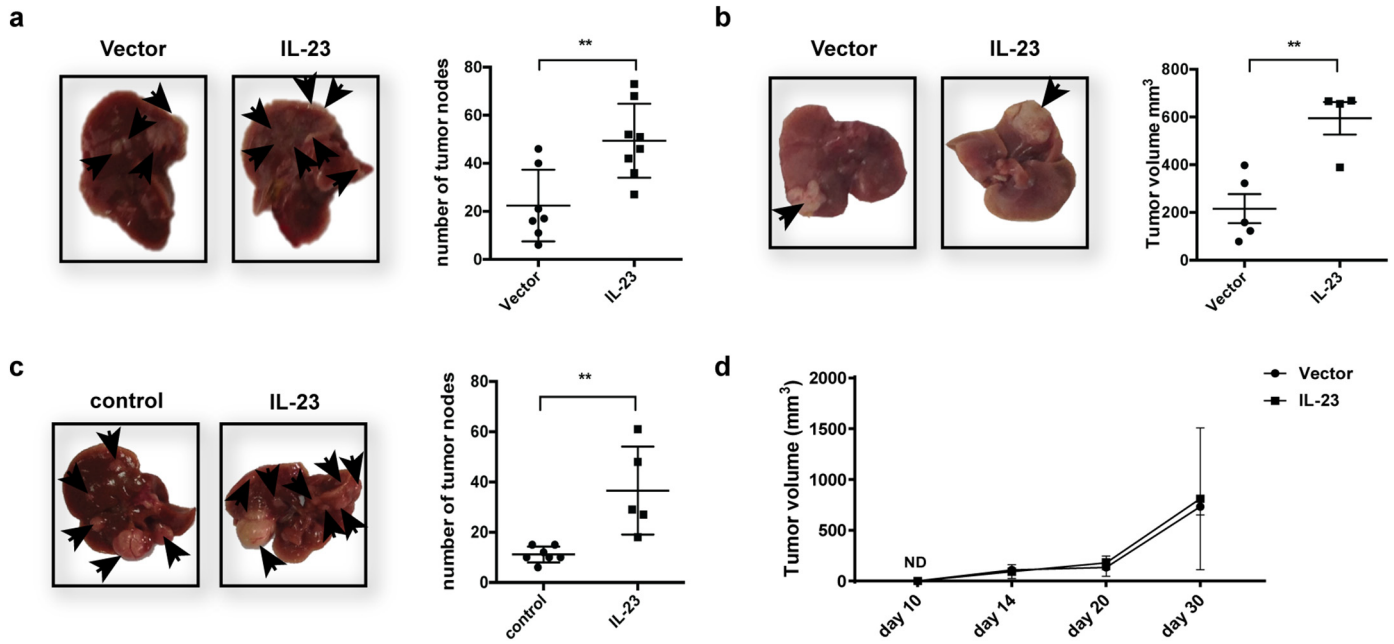 a
Vector
IL-23
number of tumor nodes
80
60
40
20
0
**
Vector
IL-23
b
Vector
IL-23
Tumor volume mm³
800
600
400
200
0
**
Vector
IL-23
c
control
IL-23
number of tumor nodes
80
60
40
20
0
**
control
IL-23
d
Tumor volume (mm³)
2000
1500
1000
500
0
ND
day 10
day 14
day 20
day 30
Vector
IL-23